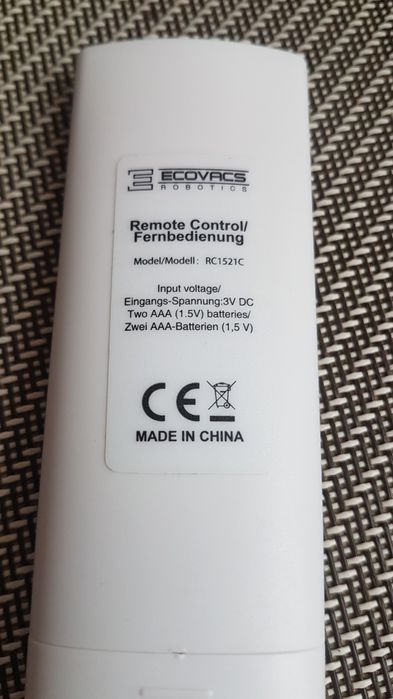 ECOVACS
ROBOTICS
Remote Control/
Fernbedienung
Model/Modell: RC1521C
Input voltage/
Eingangs-Spannung:3V DC
Two AAA (1.5V) batteries/
Zwei AAA-Batterien (1,5 V)
CE
MADE IN CHINA